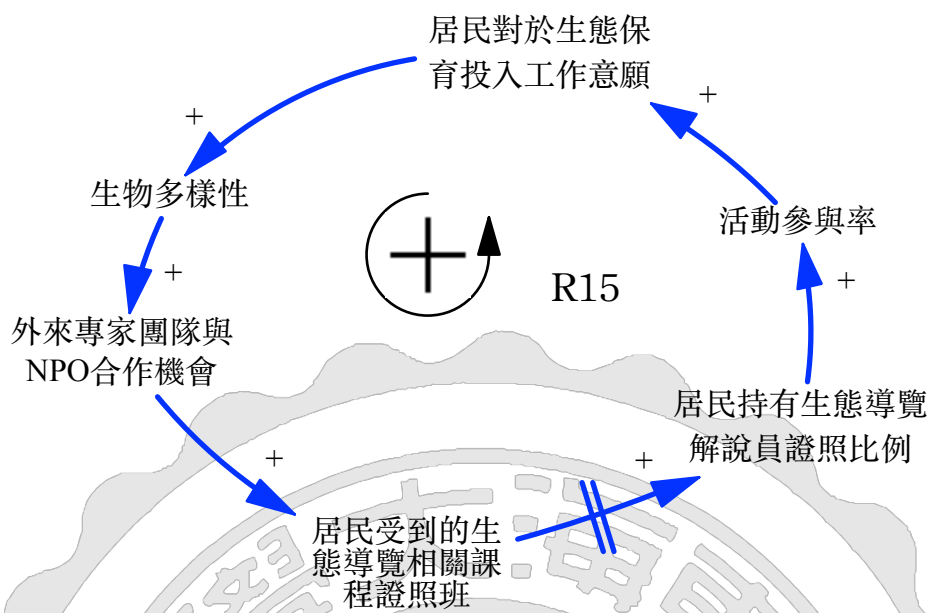 居民對於生態保
育投入工作意願
+
+
生物多樣性
活動參與率
+
R15
+
外來專家團隊與
NPO合作機會
居民持有生態導覽
解說員證照比例
+
+
居民受到的生
態導覽相關課
程證照班